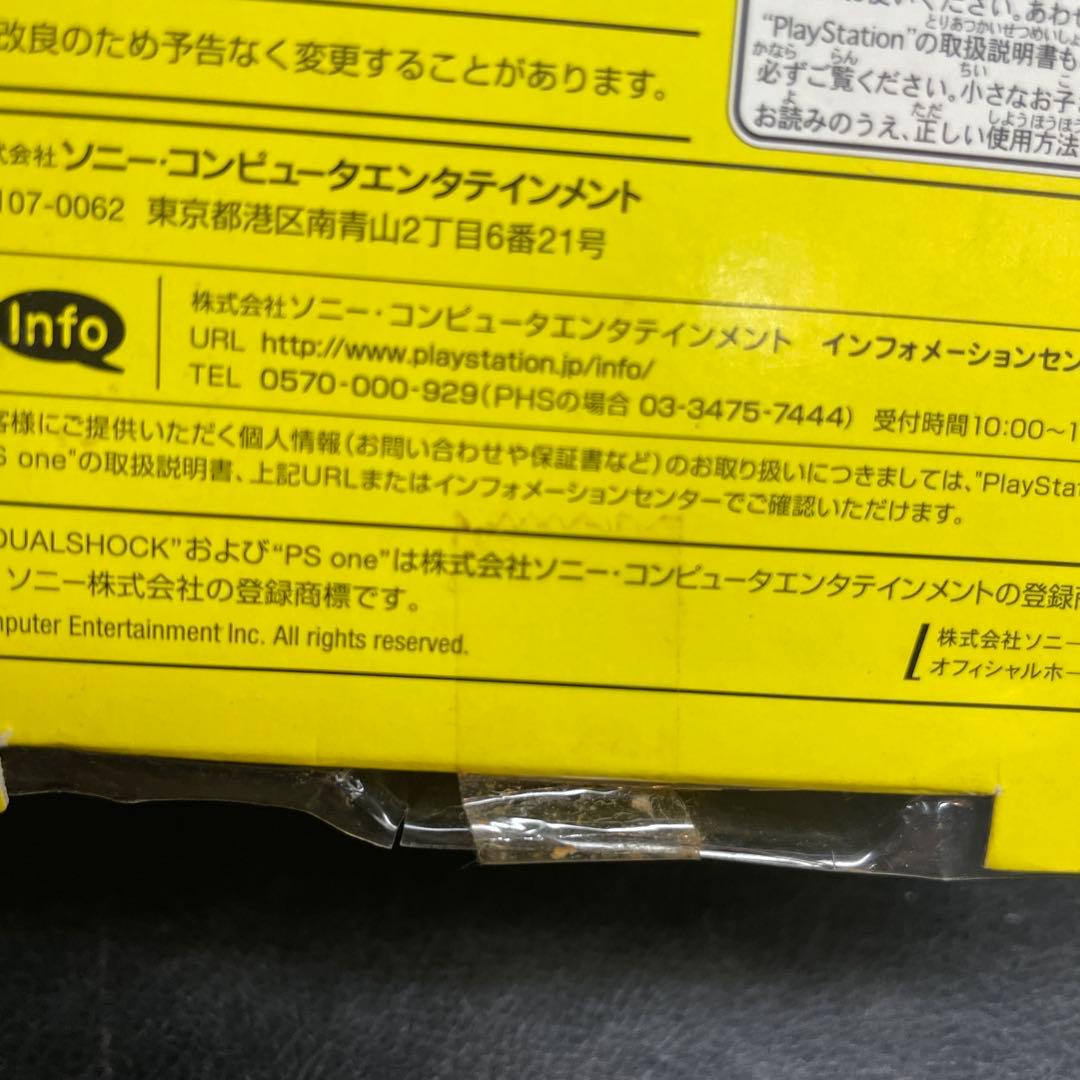 改良のため予告なく変更することがあります。
“PlayStation”の取扱説明書も
必ずご覧ください。小さなお子
お読みのうえ、正しい使用方法
式会社 ソニー・コンピュータエンタテインメント
107-0062 東京都港区南青山2丁目6番21号
Info
株式会社ソニー・コンピュータエンタテインメント インフォメーションセン
URL http://www.playstation.jp/info/
TEL 0570-000-929(PHSの場合 03-3475-7444) 受付時間10:00〜1
客様にご提供いただく個人情報(お問い合わせや保証書など)のお取り扱いにつきましては、"PlaySta
S one"の取扱説明書、上記URLまたはインフォメーションセンターでご確認いただけます。
DUALSHOCK”および“PS one”は株式会社ソニー・コンピュータエンタテインメントの登録商
ソニー株式会社の登録商標です。
mputer Entertainment Inc. All rights reserved.
株式会社ソニー
オフィシャルホー